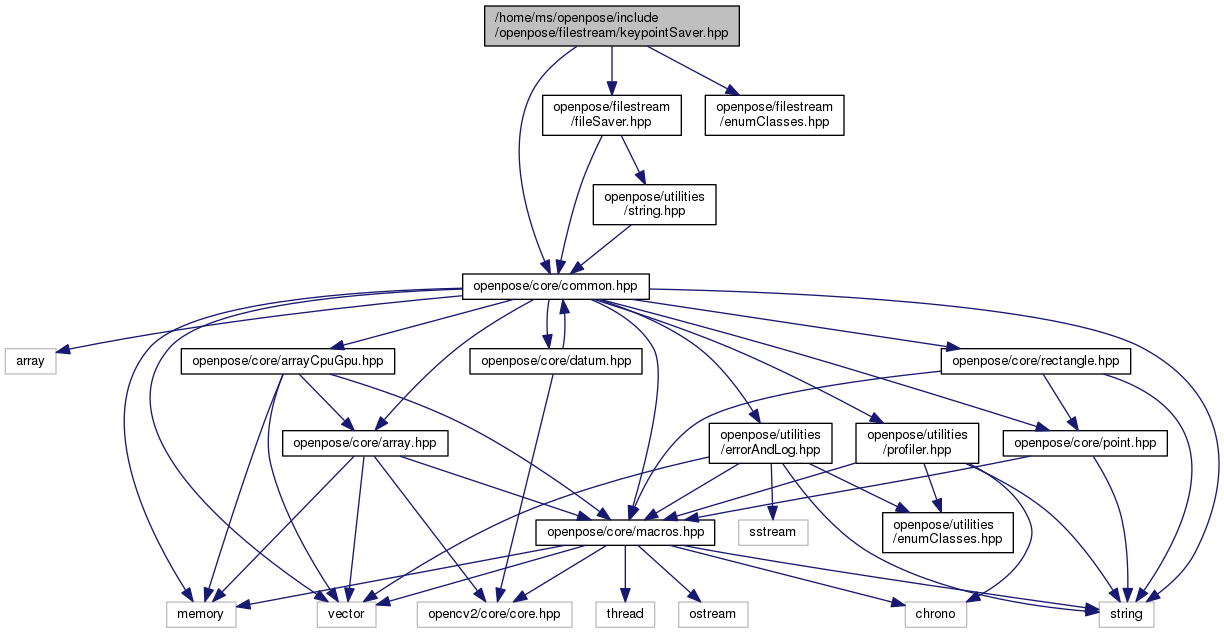 /home/ms/openpose/include
/openpose/filestream/keypointSaver.hpp
openpose/filestream
/fileSaver.hpp
openpose/filestream
/enumClasses.hpp
openpose/utilities
/string.hpp
openpose/core/common.hpp
array
openpose/core/arrayCpuGpu.hpp
openpose/core/datum.hpp
openpose/core/rectangle.hpp
openpose/core/array.hpp
openpose/utilities
/errorAndLog.hpp
openpose/utilities
/profiler.hpp
openpose/core/point.hpp
openpose/core/macros.hpp
sstream
openpose/utilities
/enumClasses.hpp
memory
vector
opencv2/core/core.hpp
thread
ostream
chrono
string